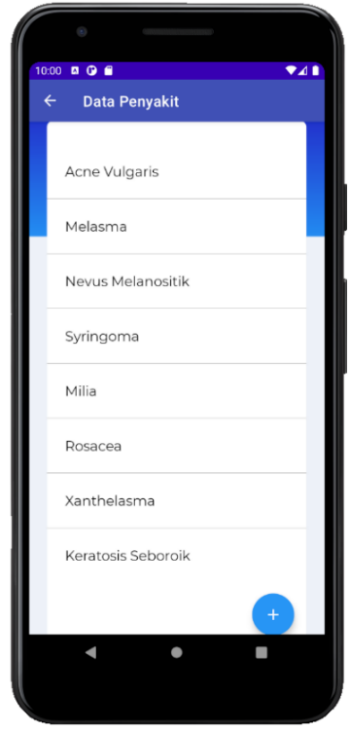 10:00
Data Penyakit
Acne Vulgaris
Melasma
Nevus Melanositik
Syringoma
Milia
Rosacea
Xanthelasma
Keratosis Seboroik
+